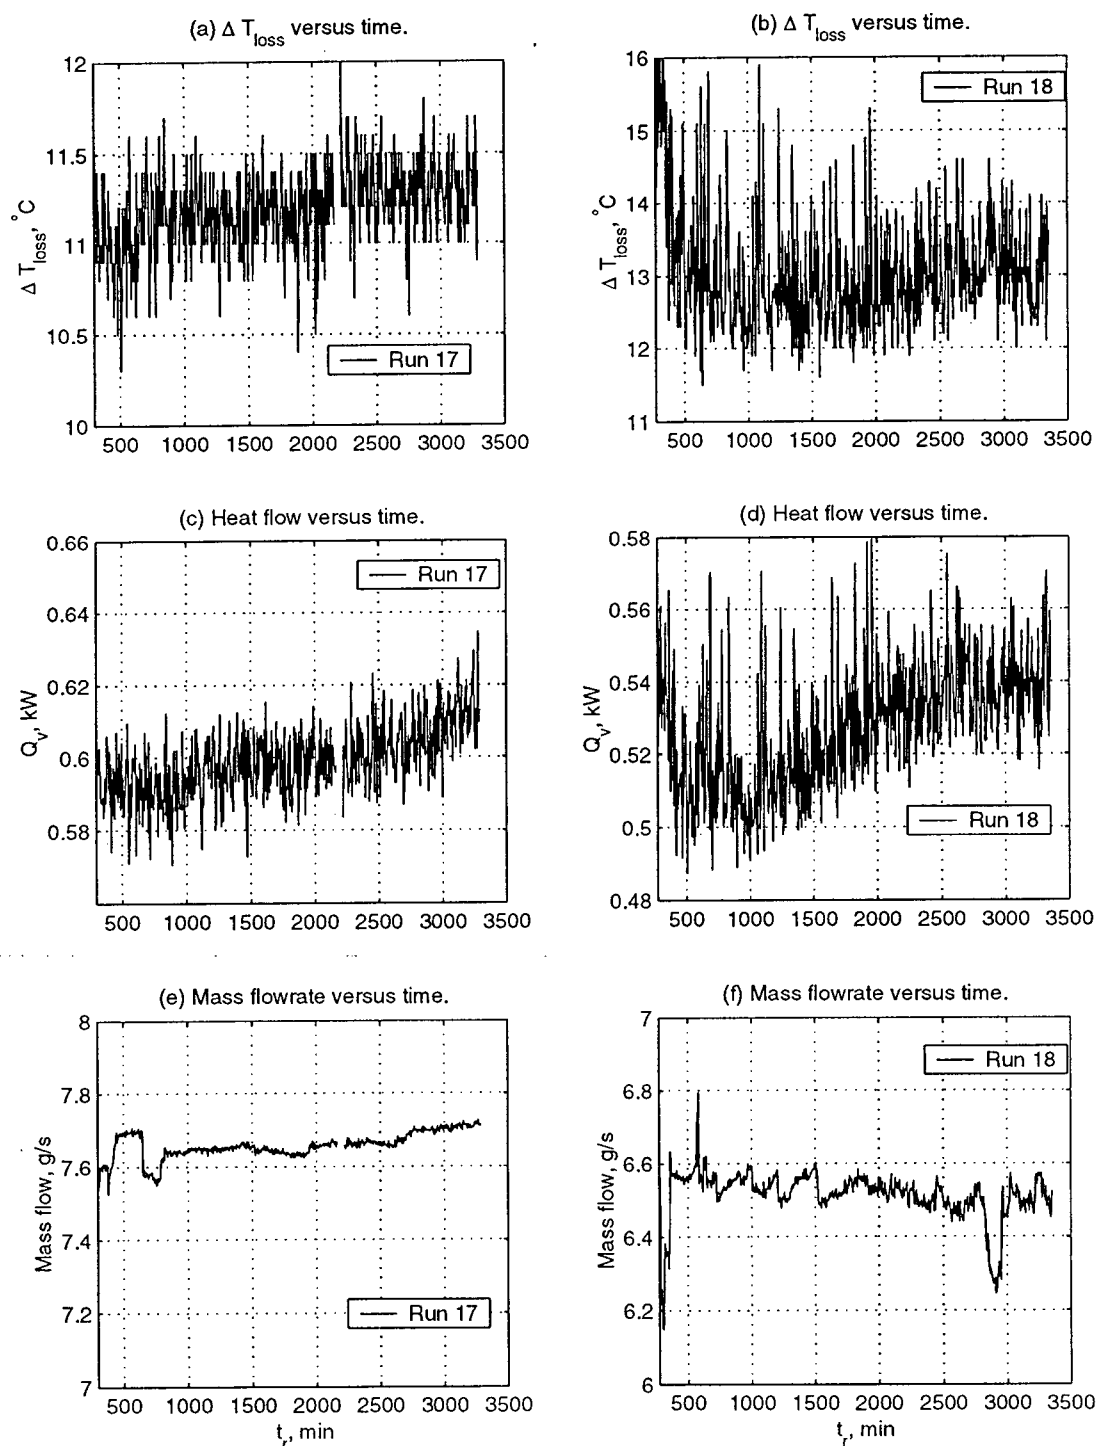 (a) Δ T_loss versus time.
12
11.5
11
10.5
10
Δ T_loss, °C
Run 17
500 1000 1500 2000 2500 3000 3500
(b) Δ T_loss versus time.
16
15
14
13
12
11
Δ T_loss, °C
Run 18
500 1000 1500 2000 2500 3000 3500
(c) Heat flow versus time.
0.66
0.64
0.62
0.6
0.58
Q_v, kW
Run 17
500 1000 1500 2000 2500 3000 3500
(d) Heat flow versus time.
0.58
0.56
0.54
0.52
0.5
0.48
Q_v, kW
Run 18
500 1000 1500 2000 2500 3000 3500
(e) Mass flowrate versus time.
8
7.8
7.6
7.4
7.2
7
Mass flow, g/s
Run 17
500 1000 1500 2000 2500 3000 3500
t_r, min
(f) Mass flowrate versus time.
7
6.8
6.6
6.4
6.2
6
Mass flow, g/s
Run 18
500 1000 1500 2000 2500 3000 3500
t_r, min